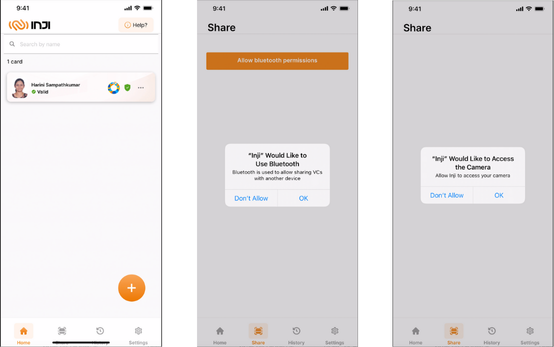 9:41
INJI
Help?
Search by name
1 card
Harini Sampathkumar
Valid
Home
Share
History
Settings
9:41
Share
Allow bluetooth permissions
“Inji” Would Like to
Use Bluetooth
Bluetooth is used to allow sharing VCs
with another device
Don't Allow
OK
Home
Share
History
Settings
9:41
Share
“Inji” Would Like to Access
the Camera
Allow Inji to access your camera
Don't Allow
OK
Home
Share
History
Settings